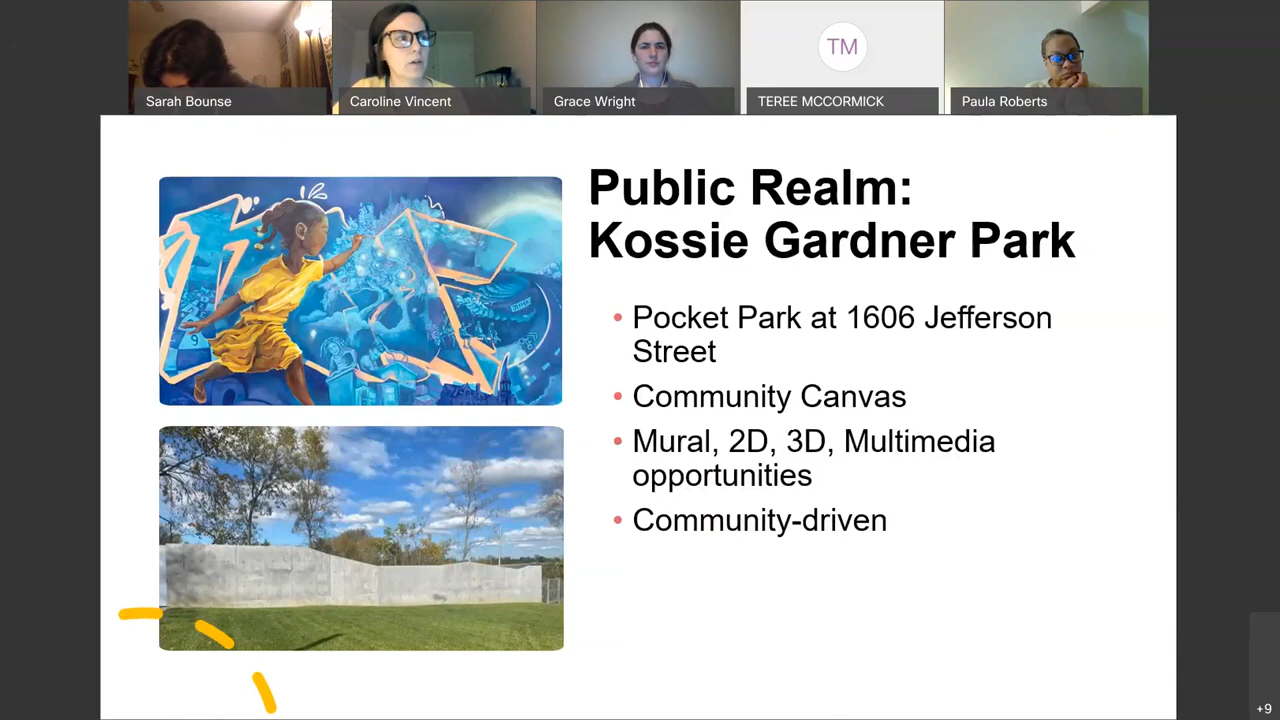 TM
Sarah Bounse
Caroline Vincent
Grace Wright
TEREE MCCORMICK
Paula Roberts
Public Realm:
Kossie Gardner Park
• Pocket Park at 1606 Jefferson
Street
• Community Canvas
• Mural, 2D, 3D, Multimedia
opportunities
• Community-driven
+9